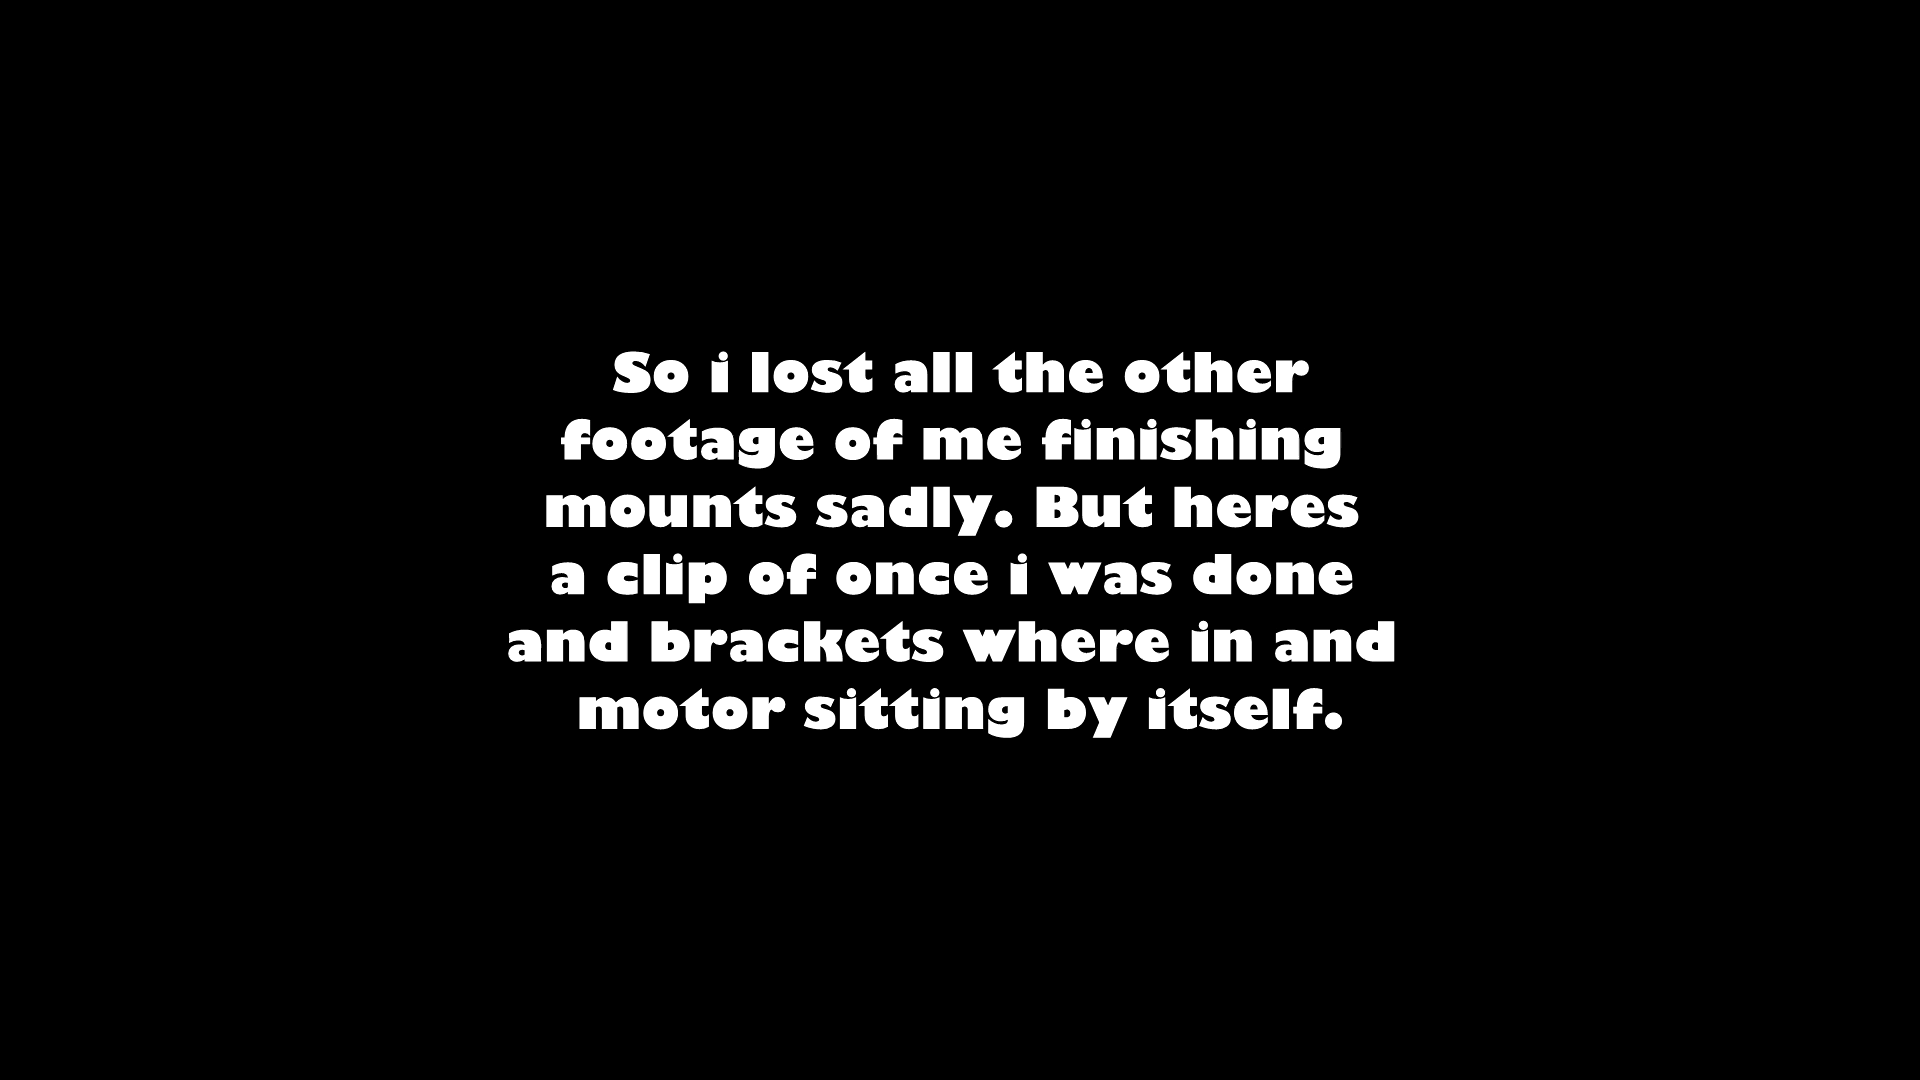 So i lost all the other
footage of me finishing
mounts sadly. But heres
a clip of once i was done
and brackets where in and
motor sitting by itself.